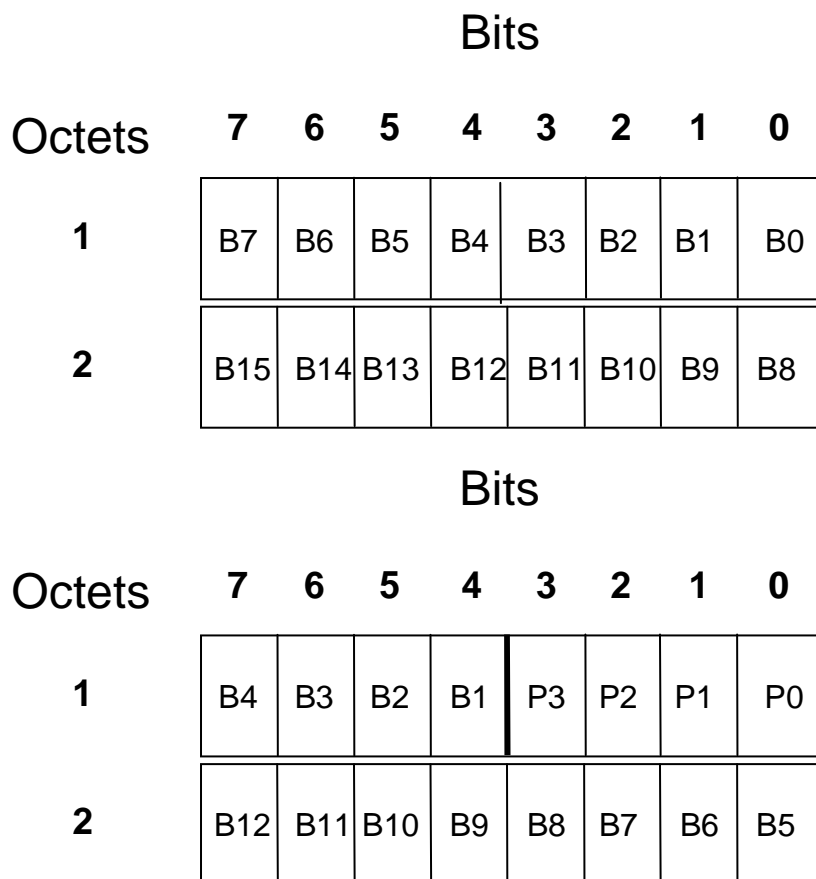 Bits
Octets 7 6 5 4 3 2 1 0
1 B7 B6 B5 B4 B3 B2 B1 B0
2 B15 B14 B13 B12 B11 B10 B9 B8
Bits
Octets 7 6 5 4 3 2 1 0
1 B4 B3 B2 B1 P3 P2 P1 P0
2 B12 B11 B10 B9 B8 B7 B6 B5